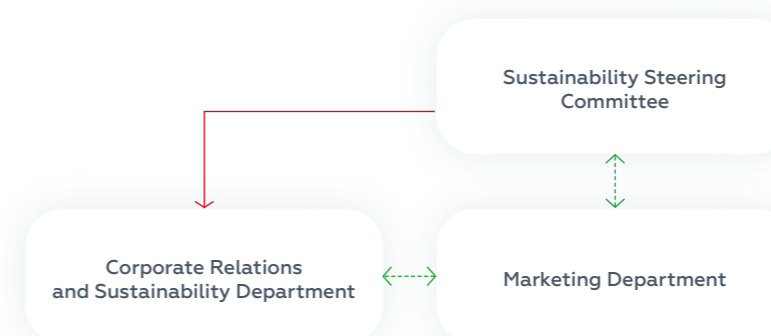 Sustainability Steering
Committee
Corporate Relations
and Sustainability Department
Marketing Department